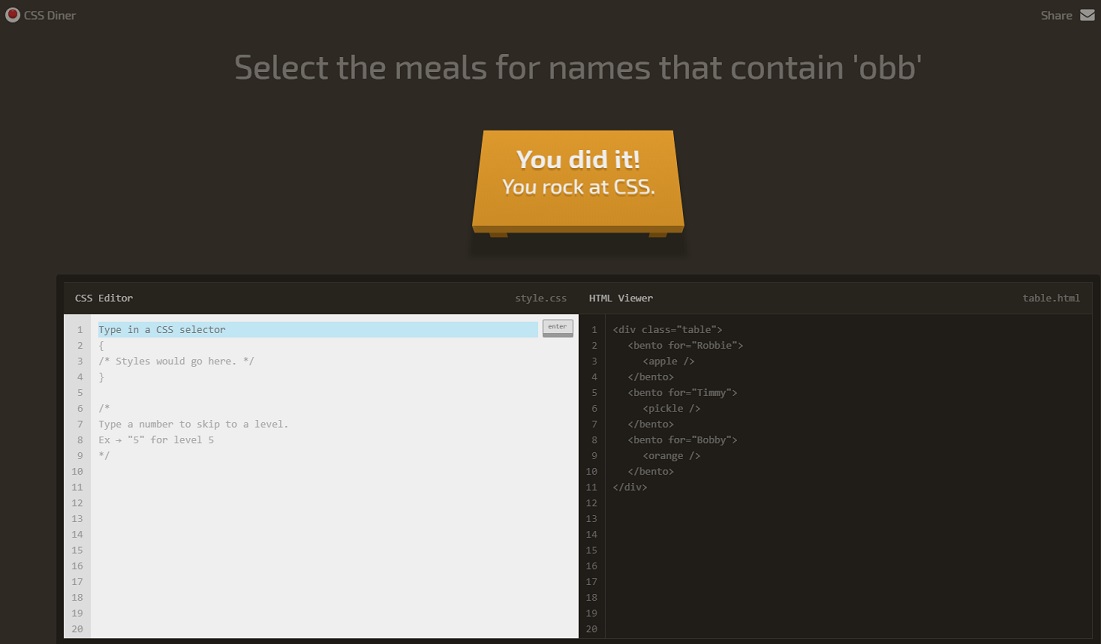 CSS Diner
Share
Select the meals for names that contain 'obb'
You did it!
You rock at CSS.
CSS Editor
style.css
HTML Viewer
table.html
1 Type in a CSS selector
enter
2 {
3 /* Styles would go here. */
4 }
5
6 /*
7 Type a number to skip to a level.
8 Ex → "5" for level 5
9 */
10
11
12
13
14
15
16
17
18
19
20
1 <div class="table">
2 <bento for="Robbie">
3 <apple />
4 </bento>
5 <bento for="Timmy">
6 <pickle />
7 </bento>
8 <bento for="Bobby">
9 <orange />
10 </bento>
11 </div>
12
13
14
15
16
17
18
19
20